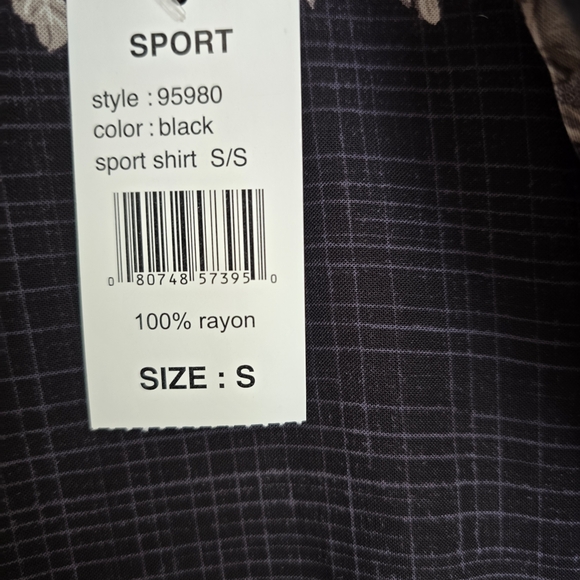 SPORT
style : 95980
color : black
sport shirt S/S
0 80748 57395 0
100% rayon
SIZE : S